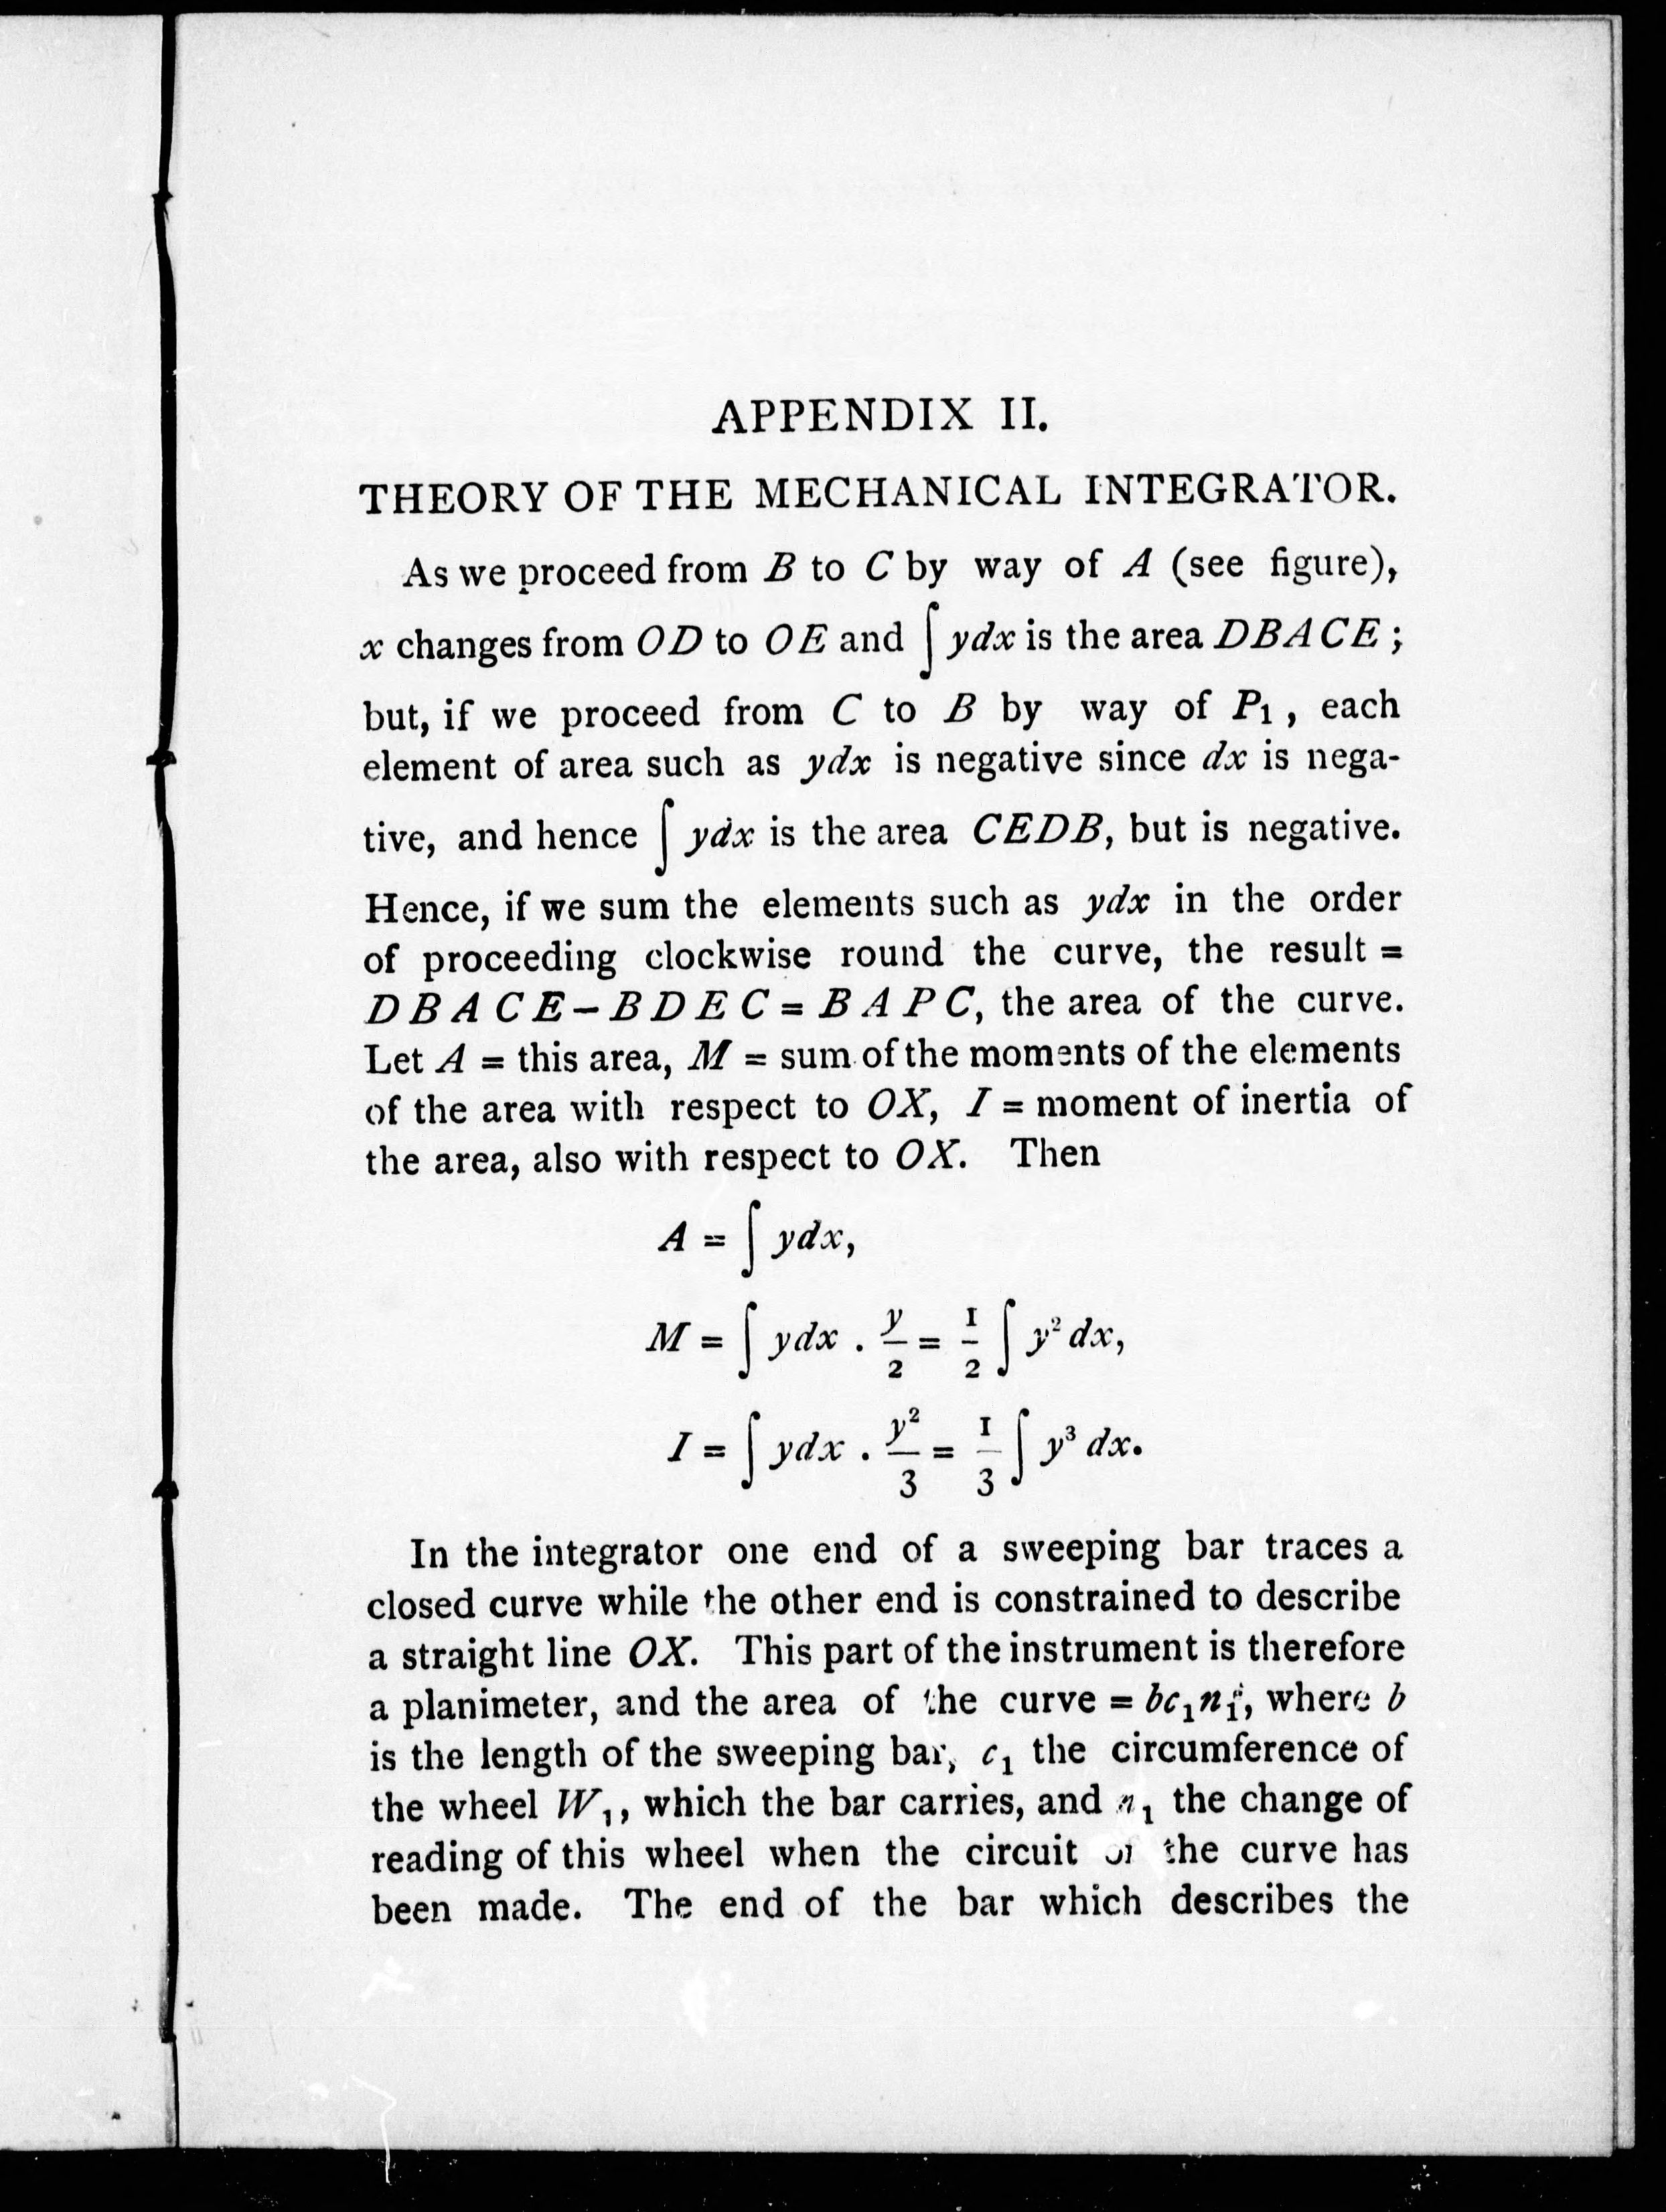 APPENDIX II.
THEORY OF THE MECHANICAL INTEGRATOR.
As we proceed from B to C by way of A (see figure),
x changes from OD to OE and ∫ ydx is the area DBACE ;
but, if we proceed from C to B by way of P₁ , each
element of area such as ydx is negative since dx is nega-
tive, and hence ∫ ydx is the area CEDB, but is negative.
Hence, if we sum the elements such as ydx in the order
of proceeding clockwise round the curve, the result =
D B A C E – B D E C = B A P C, the area of the curve.
Let A = this area, M = sum of the moments of the elements
of the area with respect to OX, I = moment of inertia of
the area, also with respect to OX. Then
A = ∫ ydx,
M = ∫ ydx . y/2 = 1/2 ∫ y² dx,
I = ∫ ydx . y²/3 = 1/3 ∫ y³ dx.
In the integrator one end of a sweeping bar traces a
closed curve while the other end is constrained to describe
a straight line OX. This part of the instrument is therefore
a planimeter, and the area of the curve = bc₁n₁, where b
is the length of the sweeping bar, c₁ the circumference of
the wheel W₁, which the bar carries, and n₁ the change of
reading of this wheel when the circuit of the curve has
been made. The end of the bar which describes the